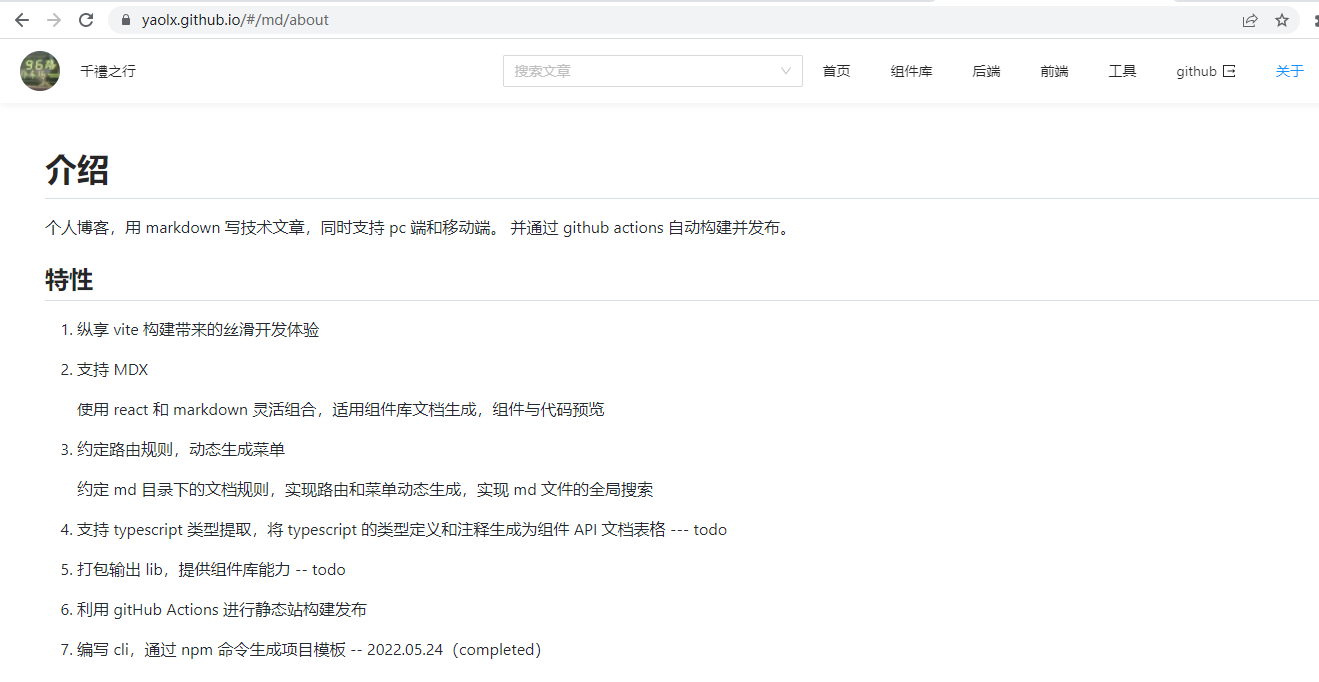 yaolx.github.io/#/md/about
千禮之行
搜索文章
首页
组件库
后端
前端
工具
github
关于
介绍
个人博客，用 markdown 写技术文章，同时支持 pc 端和移动端。 并通过 github actions 自动构建并发布。
特性
1. 纵享 vite 构建带来的丝滑开发体验
2. 支持 MDX
使用 react 和 markdown 灵活组合，适用组件库文档生成，组件与代码预览
3. 约定路由规则，动态生成菜单
约定 md 目录下的文档规则，实现路由和菜单动态生成，实现 md 文件的全局搜索
4. 支持 typescript 类型提取，将 typescript 的类型定义和注释生成为组件 API 文档表格 --- todo
5. 打包输出 lib，提供组件库能力 -- todo
6. 利用 gitHub Actions 进行静态站构建发布
7. 编写 cli，通过 npm 命令生成项目模板 -- 2022.05.24（completed）